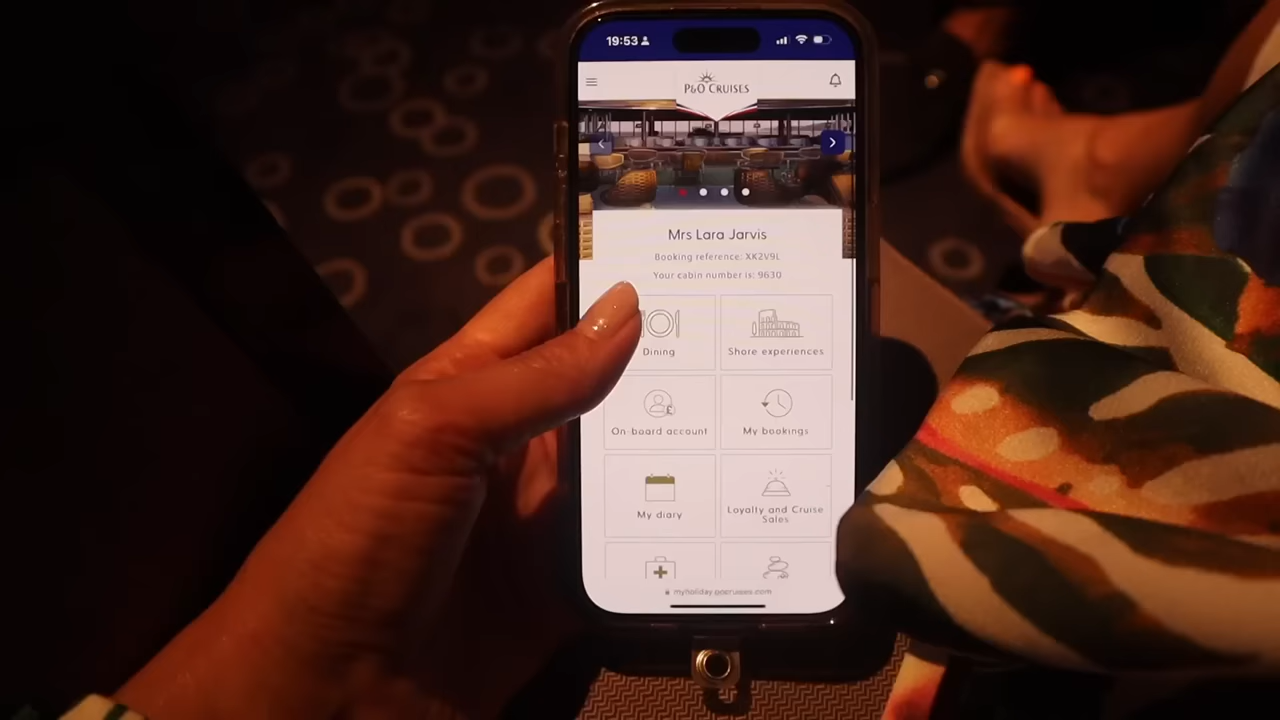 19:53
P&O CRUISES
Mrs Lara Jarvis
Booking reference: XK2V9L
Your cabin number is: 9630
Dining
Shore experiences
On-board account
My bookings
My diary
Loyalty and Cruise
Sales
myholiday.pocruises.com